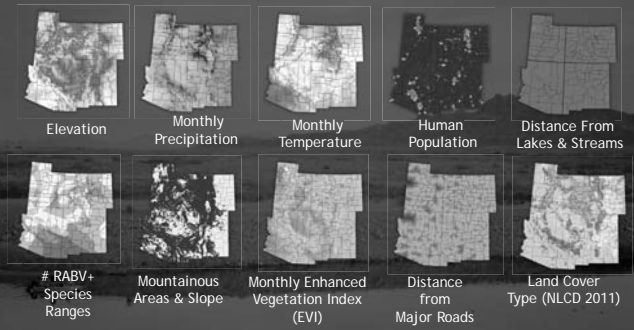 Elevation
Monthly
Precipitation
Monthly
Temperature
Human
Population
Distance From
Lakes & Streams
# RABV+
Species
Ranges
Mountainous
Areas & Slope
Monthly Enhanced
Vegetation Index
(EVI)
Distance
from
Major Roads
Land Cover
Type (NLCD 2011)